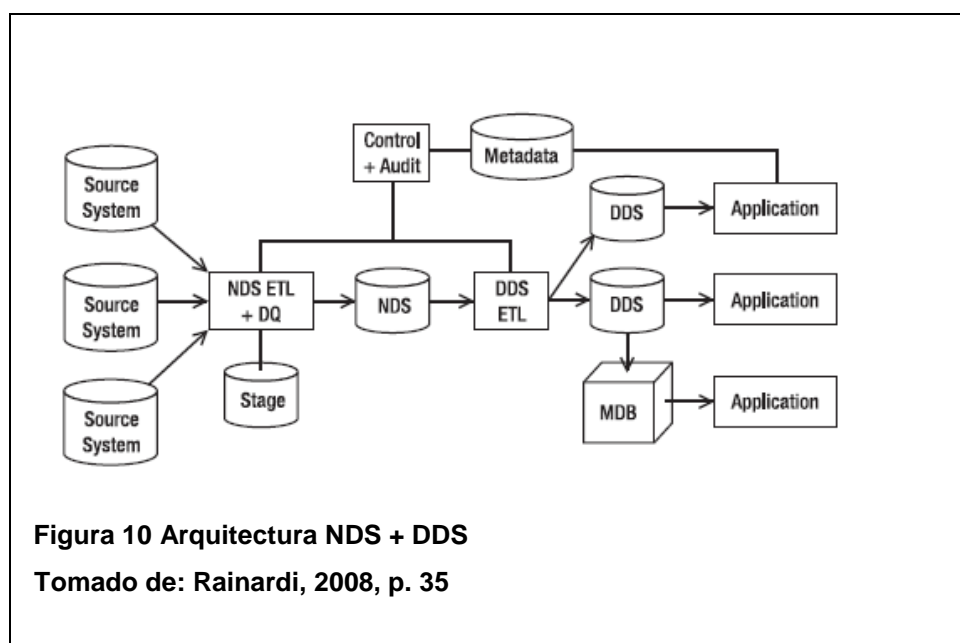 Control
+ Audit
Metadata
Source
System
DDS
Application
Source
System
NDS ETL
+ DQ
NDS
DDS
ETL
DDS
Application
Source
System
Stage
MDB
Application
Figura 10 Arquitectura NDS + DDS
Tomado de: Rainardi, 2008, p. 35